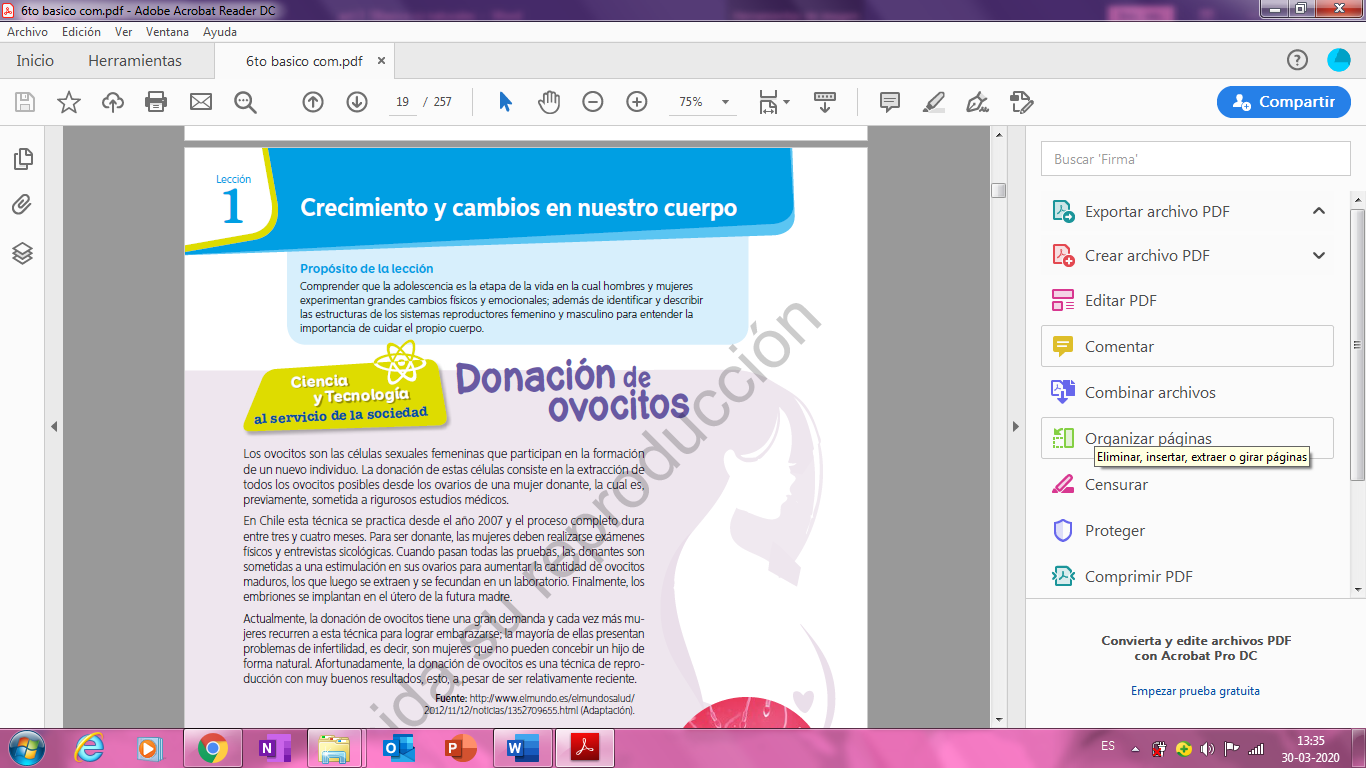 6to basico com.pdf - Adobe Acrobat Reader DC
Archivo Edición Ver Ventana Ayuda
Inicio Herramientas 6to basico com.pdf ×
19 / 257 75% Compartir
Buscar 'Firma'
Exportar archivo PDF
Crear archivo PDF
Editar PDF
Comentar
Combinar archivos
Organizar páginas
Eliminar, insertar, extraer o girar páginas
Censurar
Proteger
Comprimir PDF
Convierta y edite archivos PDF
con Acrobat Pro DC
Empezar prueba gratuita
Lección
1
Crecimiento y cambios en nuestro cuerpo
Propósito de la lección
Comprender que la adolescencia es la etapa de la vida en la cual hombres y mujeres
experimentan grandes cambios físicos y emocionales; además de identificar y describir
las estructuras de los sistemas reproductores femenino y masculino para entender la
importancia de cuidar el propio cuerpo.
Ciencia
y Tecnología
al servicio de la sociedad
Donación de
ovocitos
Los ovocitos son las células sexuales femeninas que participan en la formación
de un nuevo individuo. La donación de estas células consiste en la extracción de
todos los ovocitos posibles desde los ovarios de una mujer donante, la cual es,
previamente, sometida a rigurosos estudios médicos.
En Chile esta técnica se practica desde el año 2007 y el proceso completo dura
entre tres y cuatro meses. Para ser donante, las mujeres deben realizarse exámenes
físicos y entrevistas sicológicas. Cuando pasan todas las pruebas, las donantes son
sometidas a una estimulación en sus ovarios para aumentar la cantidad de ovocitos
maduros, los que luego se extraen y se fecundan en un laboratorio. Finalmente, los
embriones se implantan en el útero de la futura madre.
Actualmente, la donación de ovocitos tiene una gran demanda y cada vez más mu-
jeres recurren a esta técnica para lograr embarazarse; la mayoría de ellas presentan
problemas de infertilidad, es decir, son mujeres que no pueden concebir un hijo de
forma natural. Afortunadamente, la donación de ovocitos es una técnica de repro-
ducción con muy buenos resultados, esto, a pesar de ser relativamente reciente.
Fuente: http://www.elmundo.es/elmundosalud/
2012/11/12/noticias/1352709655.html (Adaptación).
ida su reproducción
ES 13:35
30-03-2020